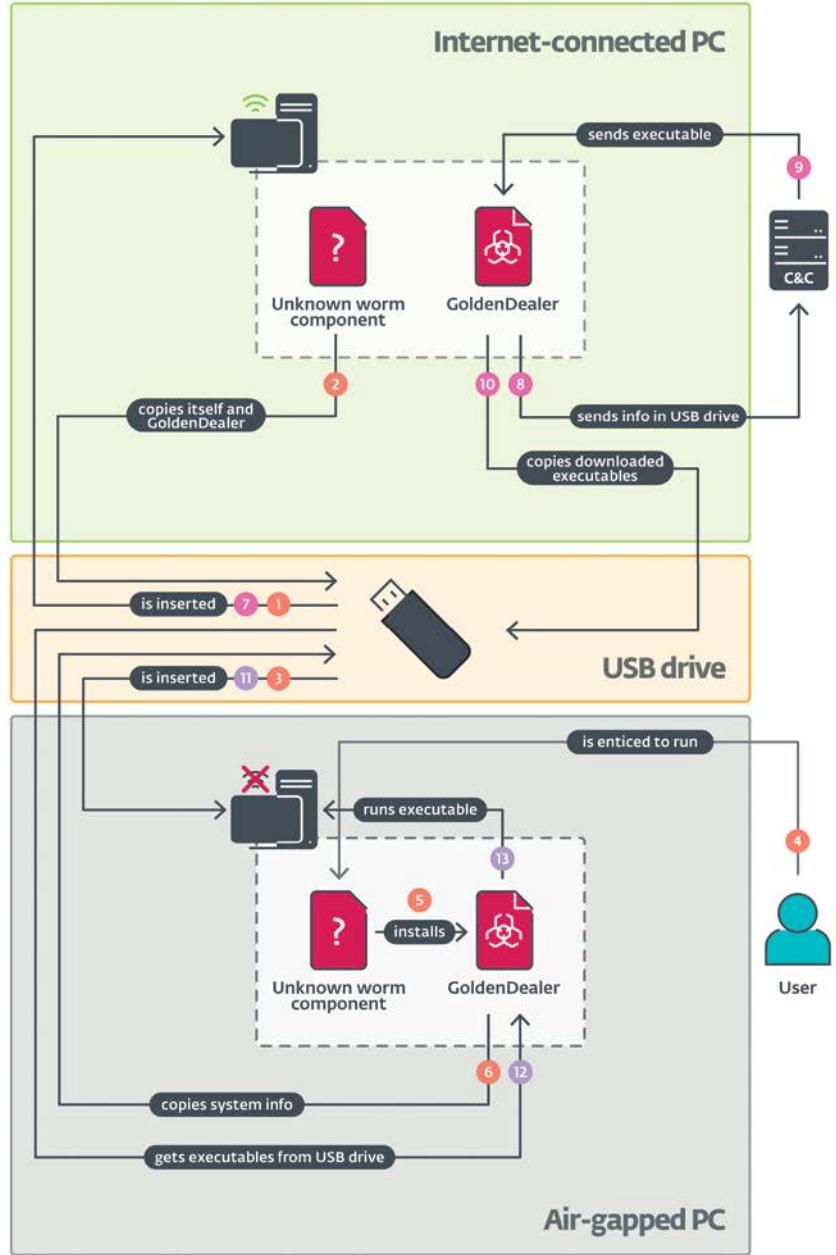 Internet-connected PC
sends executable
9
?
C&C
Unknown worm
component
GoldenDealer
2
10
8
copies itself and
GoldenDealer
sends info in USB drive
copies downloaded
executables
is inserted
7
1
is inserted
11
3
USB drive
is enticed to run
runs executable
4
13
5
?
installs
Unknown worm
component
GoldenDealer
User
6
12
copies system info
gets executables from USB drive
Air-gapped PC